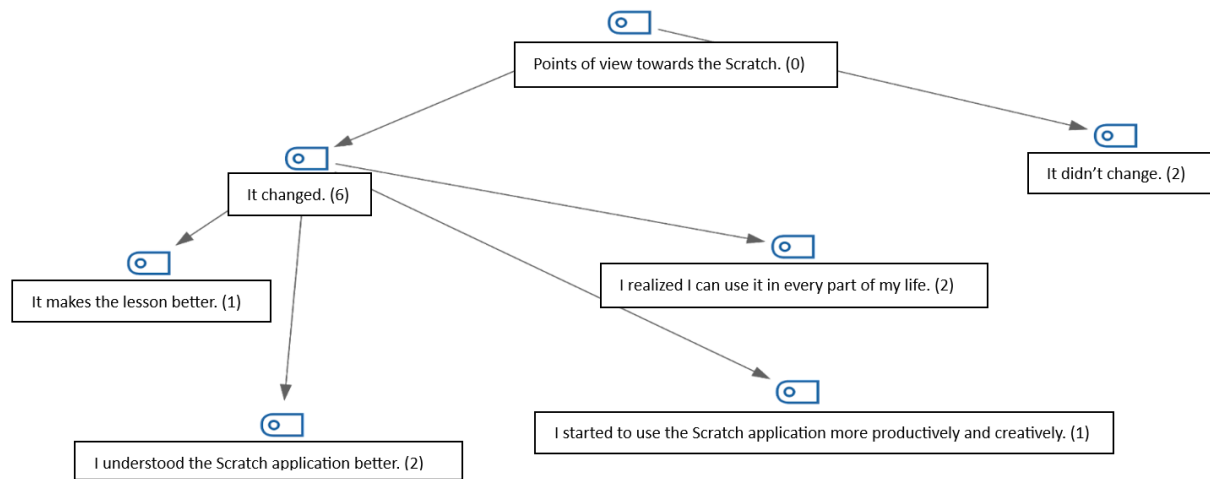 Points of view towards the Scratch. (0)
It didn't change. (2)
It changed. (6)
I realized I can use it in every part of my life. (2)
It makes the lesson better. (1)
I started to use the Scratch application more productively and creatively. (1)
I understood the Scratch application better. (2)